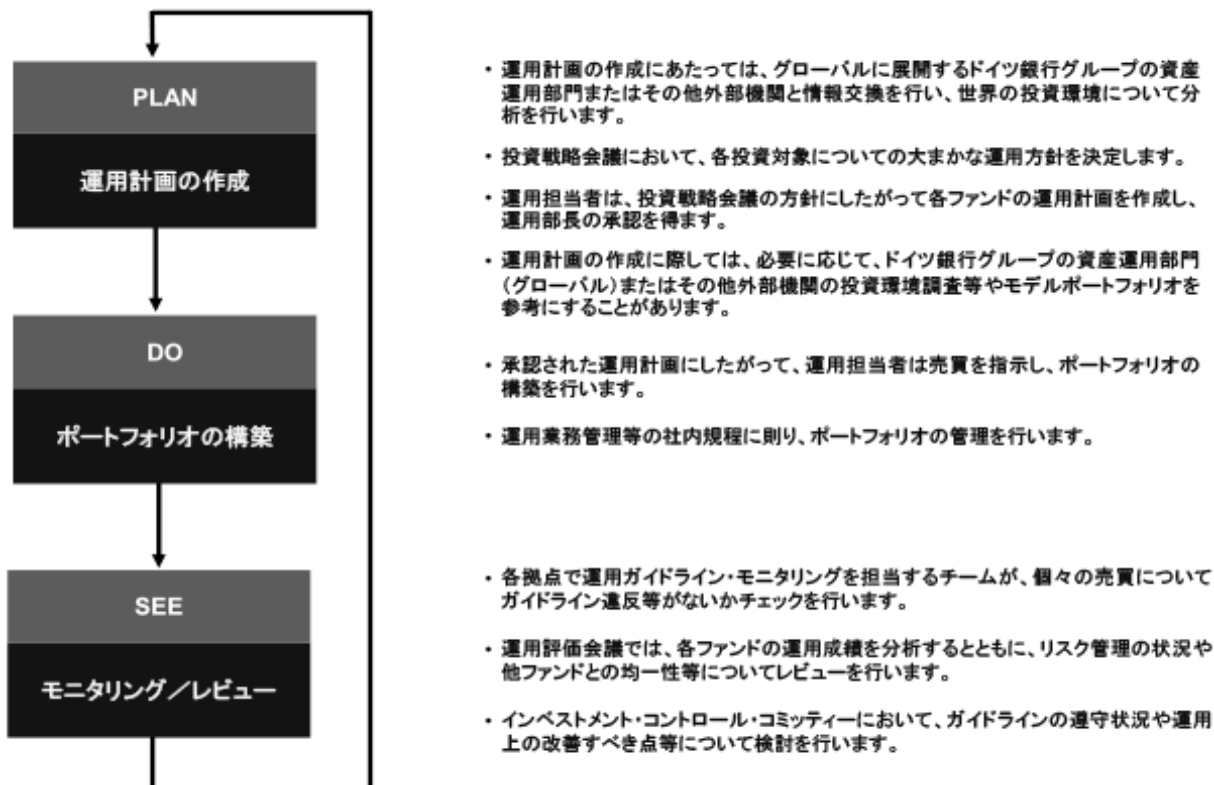 PLAN
運用計画の作成
・運用計画の作成にあたっては、グローバルに展開するドイツ銀行グループの資産
運用部門またはその他外部機関と情報交換を行い、世界の投資環境について分
析を行います。
・投資戦略会議において、各投資対象についての大まかな運用方針を決定します。
・運用担当者は、投資戦略会議の方針にしたがって各ファンドの運用計画を作成し、
運用部長の承認を得ます。
・運用計画の作成に際しては、必要に応じて、ドイツ銀行グループの資産運用部門
（グローバル）またはその他外部機関の投資環境調査等やモデルポートフォリオを
参考にすることがあります。
DO
ポートフォリオの構築
・承認された運用計画にしたがって、運用担当者は売買を指示し、ポートフォリオの
構築を行います。
・運用業務管理等の社内規程に則り、ポートフォリオの管理を行います。
SEE
モニタリング／レビュー
・各拠点で運用ガイドライン・モニタリングを担当するチームが、個々の売買について
ガイドライン違反等がないかチェックを行います。
・運用評価会議では、各ファンドの運用成績を分析するとともに、リスク管理の状況や
他ファンドとの均一性等についてレビューを行います。
・インベストメント・コントロール・コミッティーにおいて、ガイドラインの遵守状況や運用
上の改善すべき点等について検討を行います。